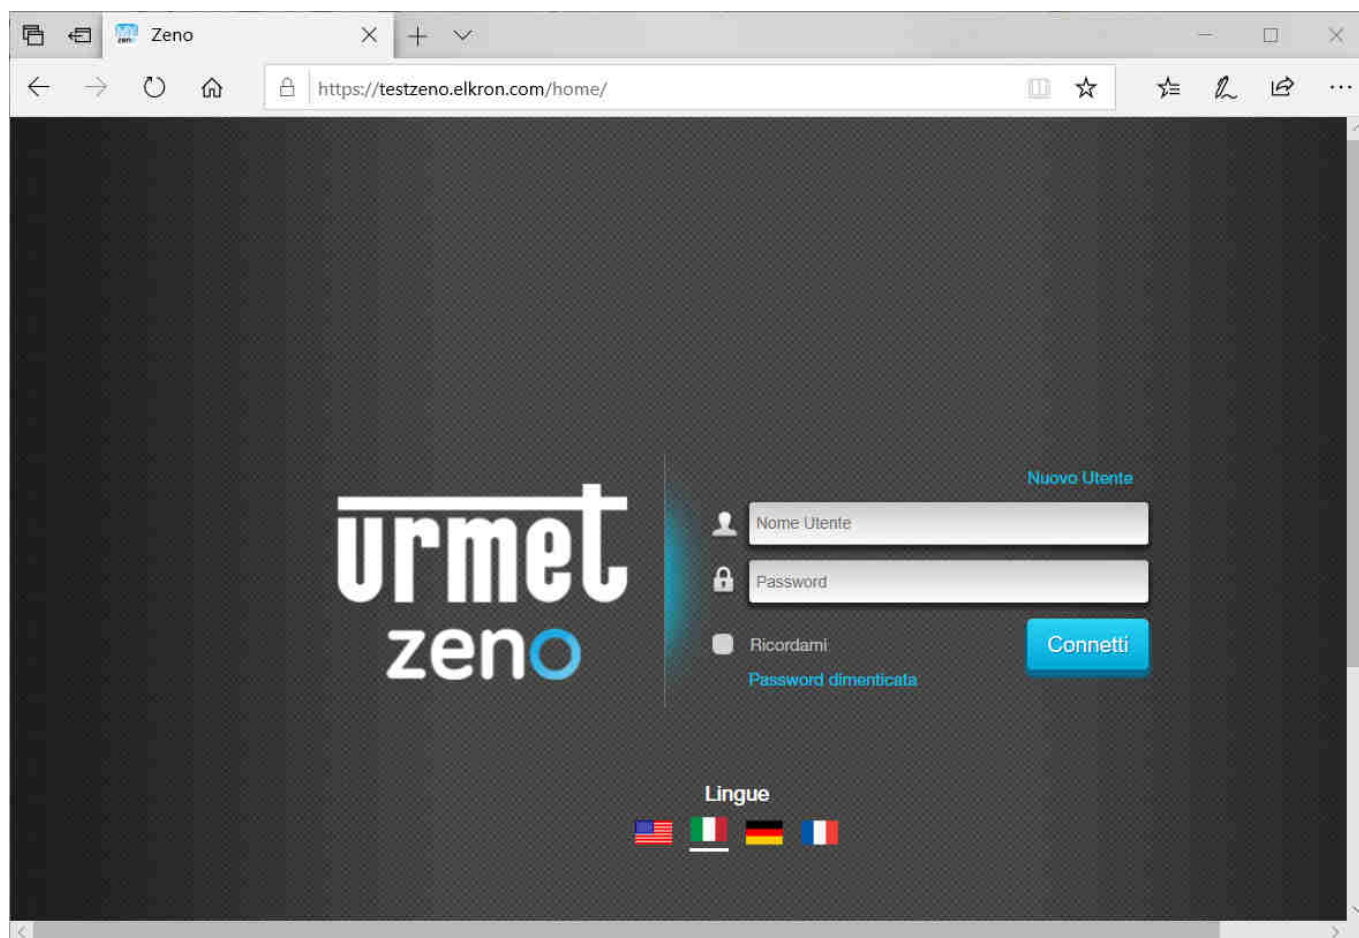 Zeno
https://testzeno.elkron.com/home/
Nuovo Utente
urmet
zeno
Nome Utente
Password
Ricordami
Connetti
Password dimenticata
Lingue